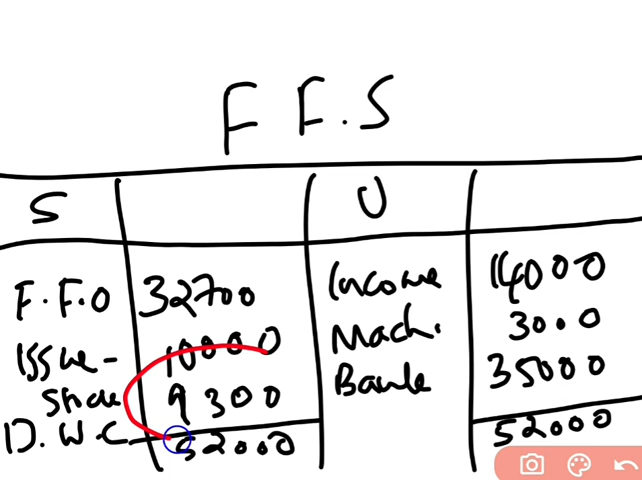 F F.S
S U
F.F.O 32700 Income 14000
Issue- 10000 Mach. 3000
Share 9300 Bank 35000
D.W.C 52000 52000